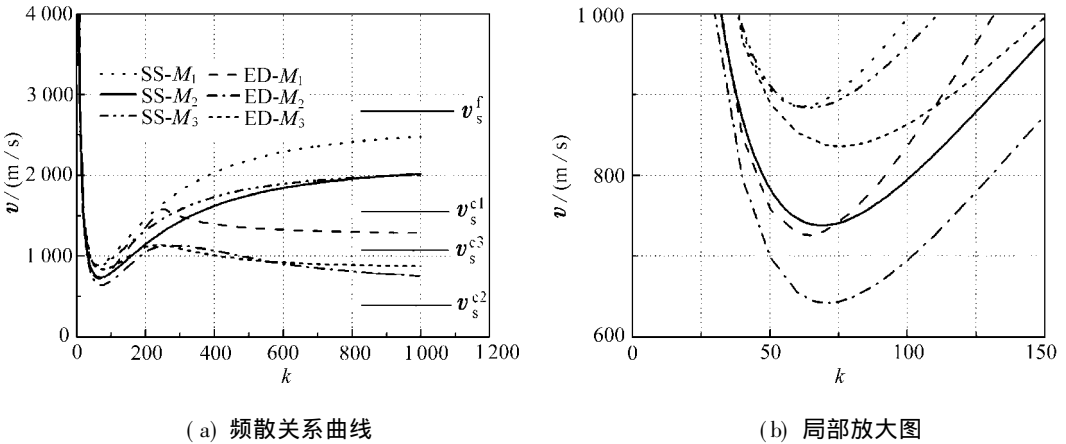 4 000
3 000
2 000
1 000
0
v/(m/s)
0 200 400 600 800 1 000 1200
k
SS-M₁ ED-M₁
SS-M₂ ED-M₂
SS-M₃ ED-M₃
v_s^f
v_s^c1
v_s^c3
v_s^c2
(a) 频散关系曲线
1 000
800
600
v/(m/s)
0 50 100 150
k
(b) 局部放大图